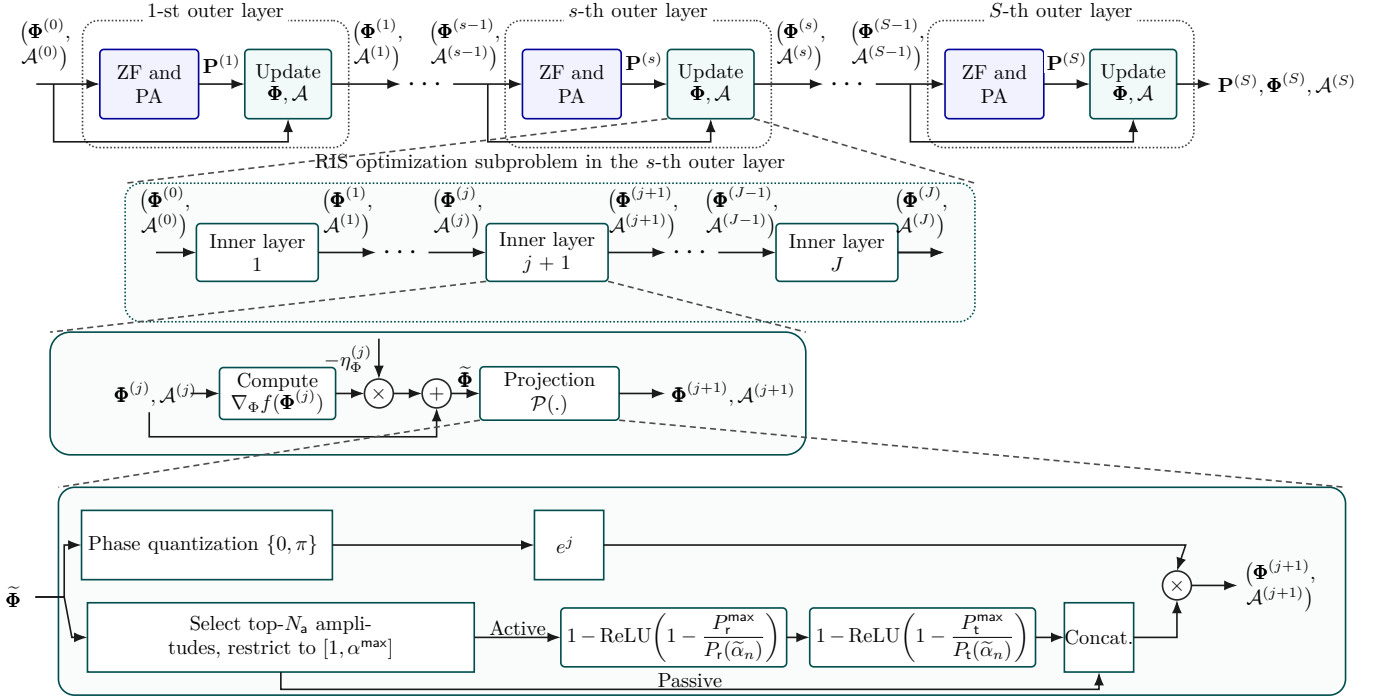 1-st outer layer
s-th outer layer
S-th outer layer
(Φ^{(0)},
𝒜^{(0)})
ZF and
PA
P^{(1)}
Update
Φ, 𝒜
(Φ^{(1)},
𝒜^{(1)})
···
(Φ^{(s−1)},
𝒜^{(s−1)})
ZF and
PA
P^{(s)}
Update
Φ, 𝒜
(Φ^{(s)},
𝒜^{(s)})
···
(Φ^{(S−1)},
𝒜^{(S−1)})
ZF and
PA
P^{(S)}
Update
Φ, 𝒜
P^{(S)}, Φ^{(S)}, 𝒜^{(S)}
RIS optimization subproblem in the s-th outer layer
(Φ^{(0)},
𝒜^{(0)})
Inner layer
1
(Φ^{(1)},
𝒜^{(1)})
···
(Φ^{(j)},
𝒜^{(j)})
Inner layer
j + 1
(Φ^{(j+1)},
𝒜^{(j+1)})
···
(Φ^{(J−1)},
𝒜^{(J−1)})
Inner layer
J
(Φ^{(J)},
𝒜^{(J)})
Φ^{(j)}, 𝒜^{(j)}
Compute
∇_Φ f(Φ^{(j)})
−η_Φ^{(j)}
×
+
Φ̃
Projection
𝒫(.)
Φ^{(j+1)}, 𝒜^{(j+1)}
Φ̃
Phase quantization {0, π}
e^j
×
(Φ^{(j+1)},
𝒜^{(j+1)})
Select top-N_a ampli-
tudes, restrict to [1, α^{max}]
Active
1 − ReLU(1 − P_r^{max} / P_r(α̃_n))
1 − ReLU(1 − P_t^{max} / P_t(α̃_n))
Concat.
Passive